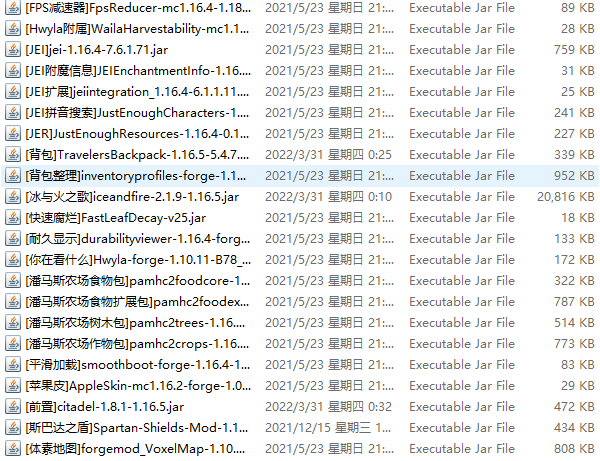 [FPS减速器]FpsReducer-mc1.16.4-1.18... 2021/5/23 星期日 21:... Executable Jar File 89 KB
[Hwyla附属]WailaHarvestability-mc1.1... 2021/5/23 星期日 21:... Executable Jar File 28 KB
[JEI]jei-1.16.4-7.6.1.71.jar 2021/5/23 星期日 21:... Executable Jar File 759 KB
[JEI附魔信息]JEIEnchantmentInfo-1.16.... 2021/5/23 星期日 21:... Executable Jar File 31 KB
[JEI扩展]jeiintegration_1.16.4-6.1.1.11.... 2021/5/23 星期日 21:... Executable Jar File 25 KB
[JEI拼音搜索]JustEnoughCharacters-1.... 2021/5/23 星期日 21:... Executable Jar File 241 KB
[JER]JustEnoughResources-1.16.4-0.1... 2021/5/23 星期日 21:... Executable Jar File 227 KB
[背包]TravelersBackpack-1.16.5-5.4.7.... 2022/3/31 星期四 0:25 Executable Jar File 339 KB
[背包整理]inventoryprofiles-forge-1.1... 2021/5/23 星期日 21:... Executable Jar File 952 KB
[冰与火之歌]iceandfire-2.1.9-1.16.5.jar 2022/3/31 星期四 0:10 Executable Jar File 20,816 KB
[快速腐烂]FastLeafDecay-v25.jar 2021/5/23 星期日 21:... Executable Jar File 18 KB
[耐久显示]durabilityviewer-1.16.4-forg... 2021/5/23 星期日 21:... Executable Jar File 133 KB
[你在看什么]Hwyla-forge-1.10.11-B78_... 2021/5/23 星期日 21:... Executable Jar File 172 KB
[潘马斯农场食物包]pamhc2foodcore-1... 2021/5/23 星期日 21:... Executable Jar File 322 KB
[潘马斯农场食物扩展包]pamhc2foodex... 2021/5/23 星期日 21:... Executable Jar File 787 KB
[潘马斯农场树木包]pamhc2trees-1.16.... 2021/5/23 星期日 21:... Executable Jar File 514 KB
[潘马斯农场作物包]pamhc2crops-1.16.... 2021/5/23 星期日 21:... Executable Jar File 773 KB
[平滑加载]smoothboot-forge-1.16.4-1... 2021/5/23 星期日 21:... Executable Jar File 83 KB
[苹果皮]AppleSkin-mc1.16.2-forge-1.0... 2021/5/23 星期日 21:... Executable Jar File 29 KB
[前置]citadel-1.8.1-1.16.5.jar 2022/3/31 星期四 0:32 Executable Jar File 472 KB
[斯巴达之盾]Spartan-Shields-Mod-1.1... 2021/12/15 星期三 1... Executable Jar File 434 KB
[体素地图]forgemod_VoxelMap-1.10.... 2021/5/23 星期日 21:... Executable Jar File 808 KB